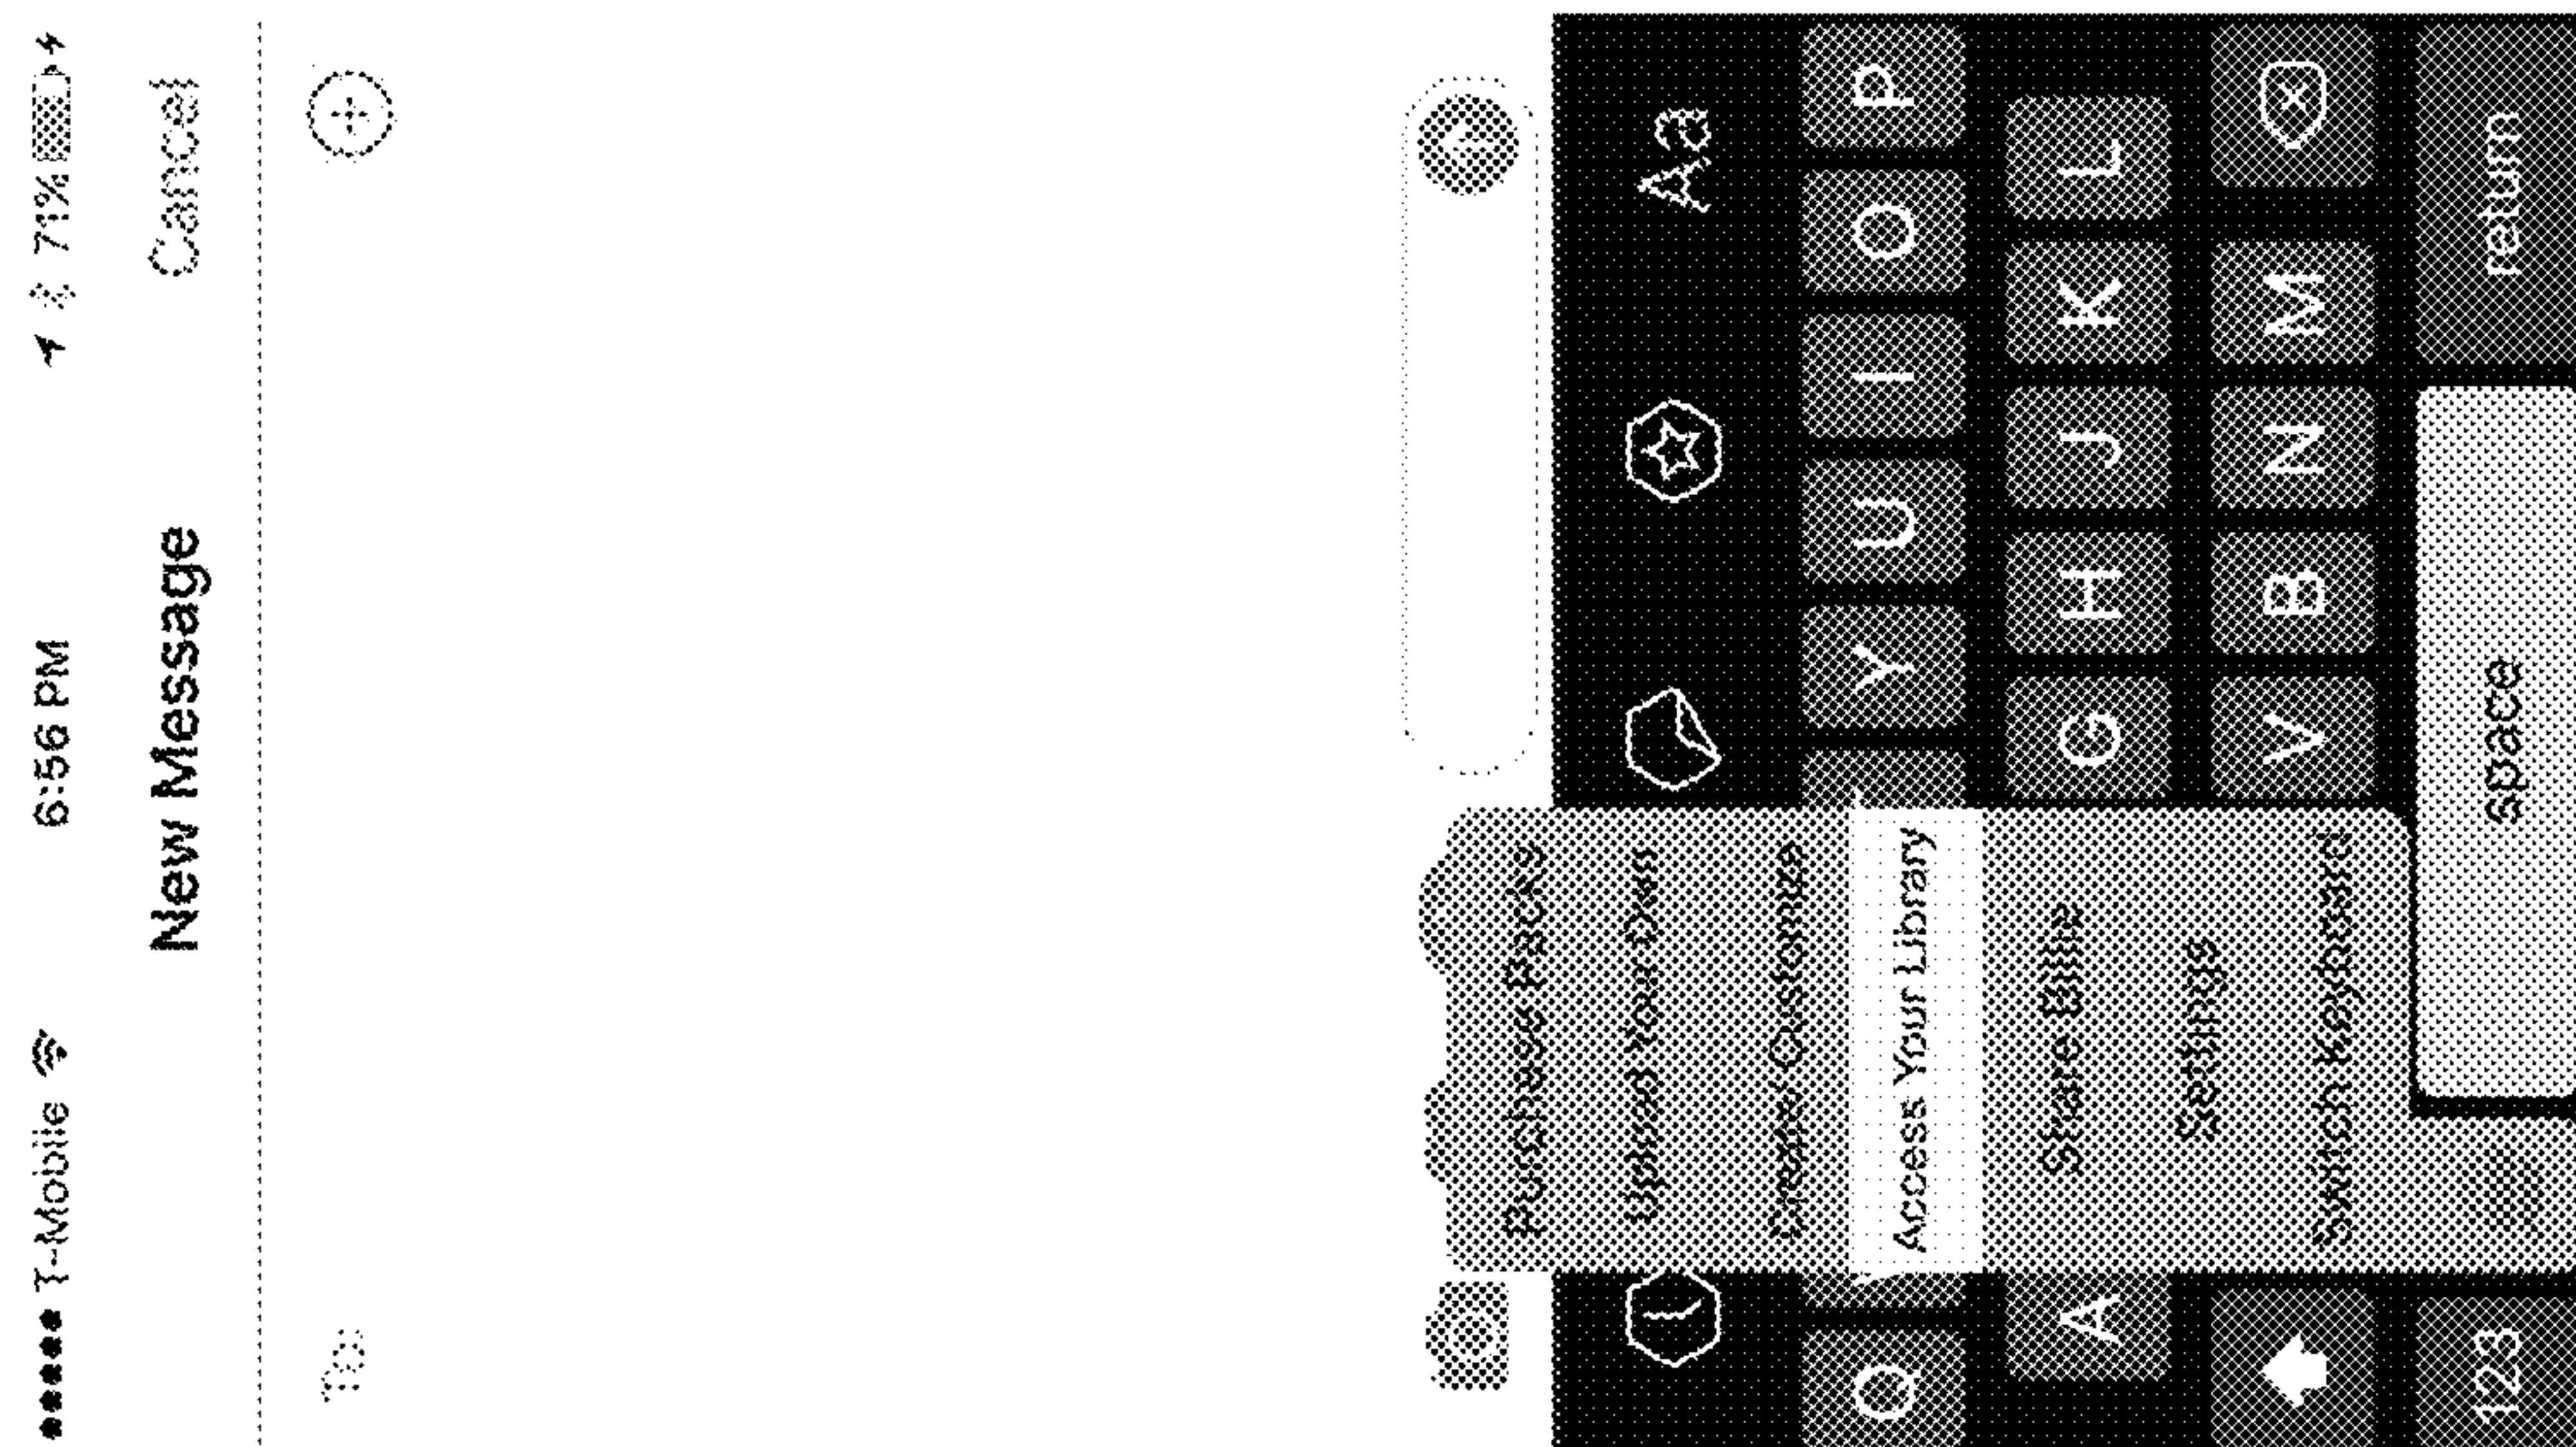 T-Mobile 6:56 PM 71%
New Message Cancel
To:
Aa
Purchase Packs
Upload Your Own
Create/Customize
Access Your Library
Share Billie
Settings
Switch Keyboard
Q Y U I O P
A G H J K L
V B N M
123 space return